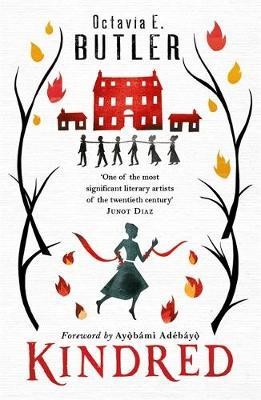 Octavia E.
BUTLER
'One of the most
significant literary artists
of the twentieth century'
Junot Diaz
Foreword by Ayọ̀bámi Adébáyọ̀
KINDRED